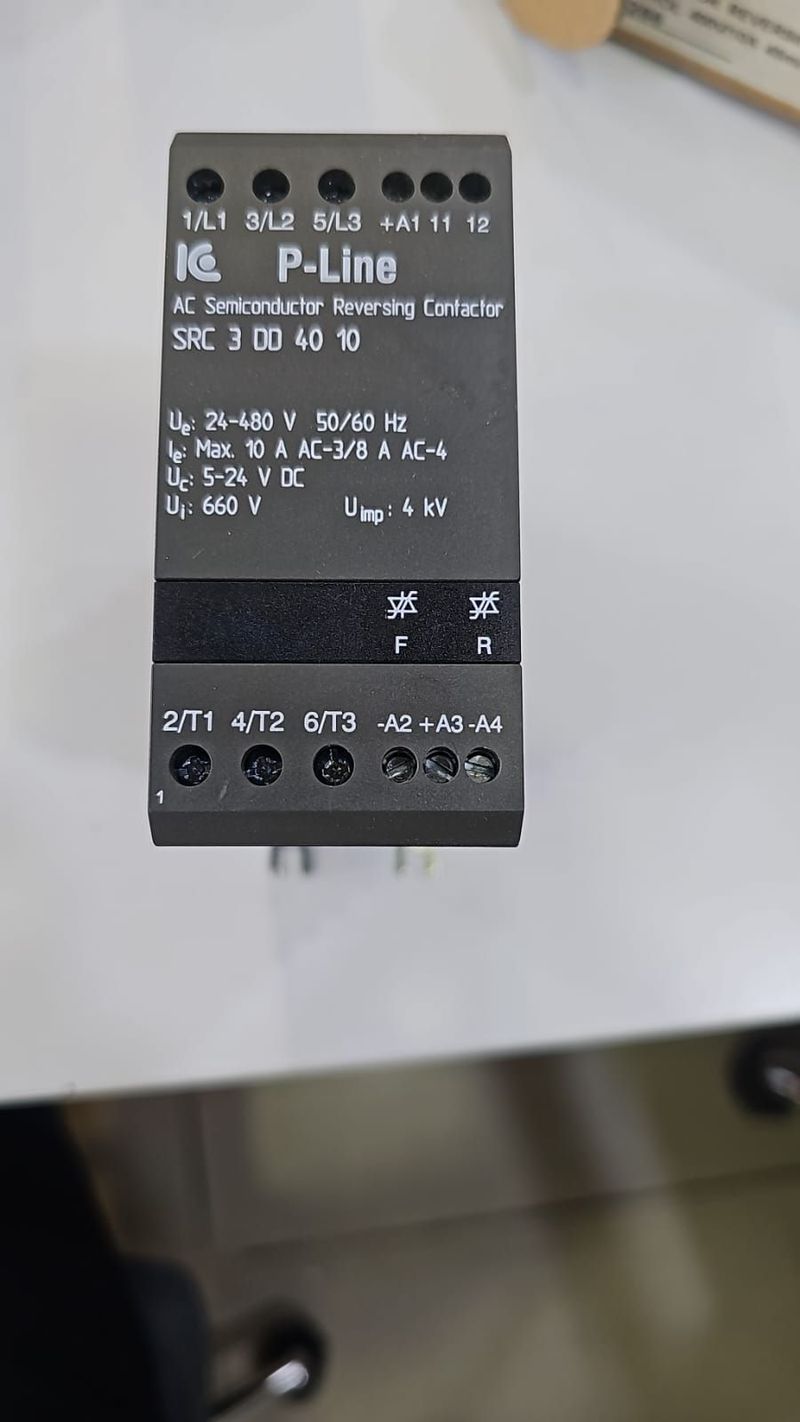 R REVERS
1/L1 3/L2 5/L3 +A1 11 12
IC P-Line
AC Semiconductor Reversing Contactor
SRC 3 DD 40 10
Ue: 24-480 V 50/60 Hz
Ie: Max. 10 A AC-3/8 A AC-4
Uc: 5-24 V DC
Ui: 660 V Uimp: 4 kV
F R
2/T1 4/T2 6/T3 -A2 +A3 -A4
1